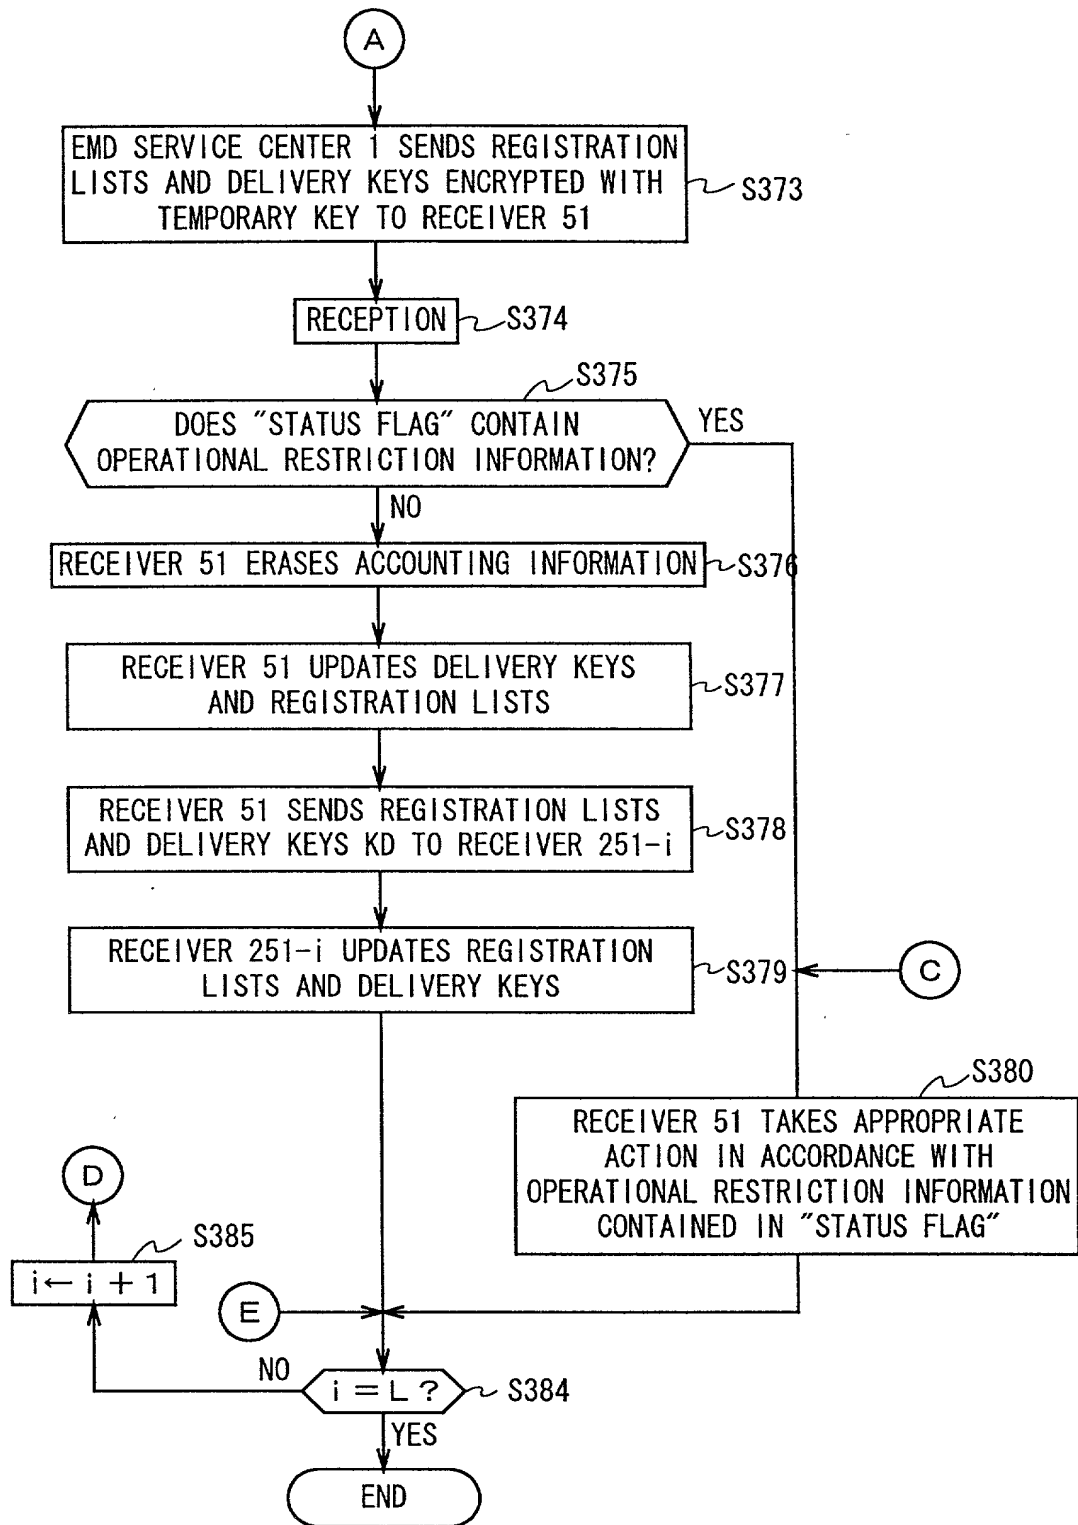 A
EMD SERVICE CENTER 1 SENDS REGISTRATION
LISTS AND DELIVERY KEYS ENCRYPTED WITH
TEMPORARY KEY TO RECEIVER 51
S373
RECEPTION
S374
S375
DOES "STATUS FLAG" CONTAIN
OPERATIONAL RESTRICTION INFORMATION?
YES
NO
RECEIVER 51 ERASES ACCOUNTING INFORMATION
S376
RECEIVER 51 UPDATES DELIVERY KEYS
AND REGISTRATION LISTS
S377
RECEIVER 51 SENDS REGISTRATION LISTS
AND DELIVERY KEYS KD TO RECEIVER 251-i
S378
RECEIVER 251-i UPDATES REGISTRATION
LISTS AND DELIVERY KEYS
S379
C
S380
RECEIVER 51 TAKES APPROPRIATE
ACTION IN ACCORDANCE WITH
OPERATIONAL RESTRICTION INFORMATION
CONTAINED IN "STATUS FLAG"
D
S385
i ← i + 1
E
NO
i = L ?
S384
YES
END